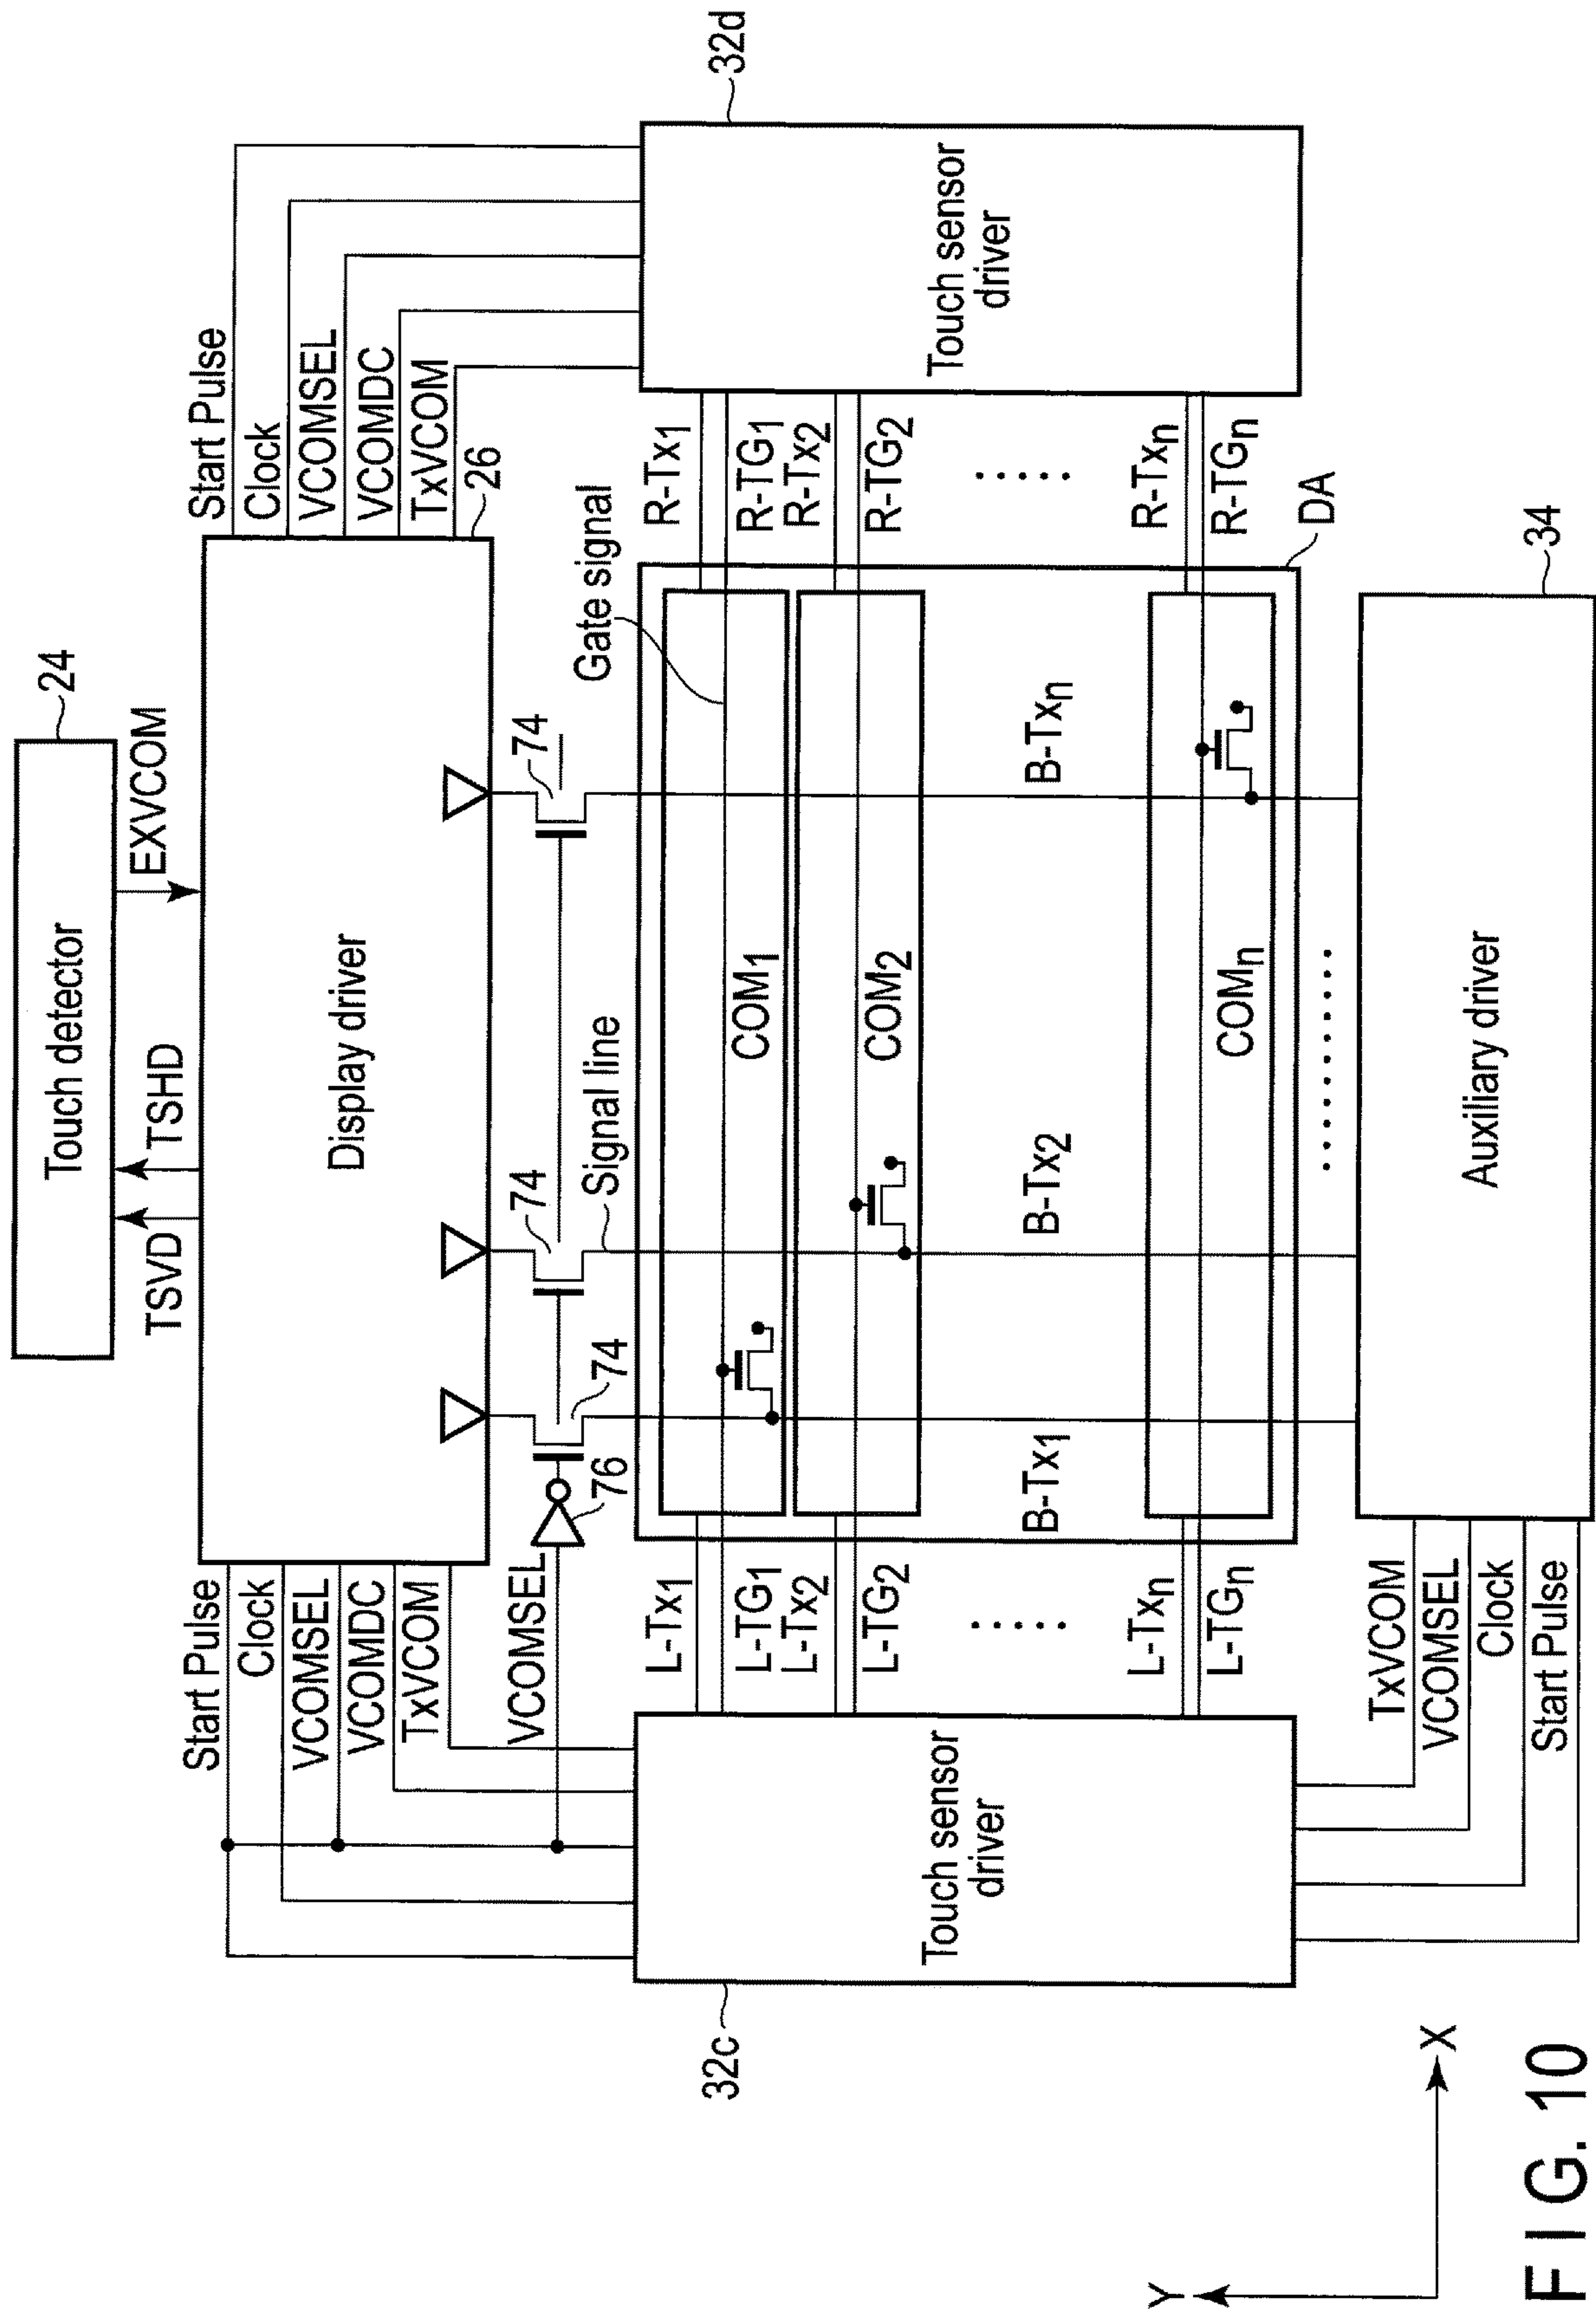 24
Touch detector
TSVD
TSHD
EXVCOM
Display driver
26
Start Pulse
Clock
VCOMSEL
VCOMDC
TxVCOM
VCOMSEL
Start Pulse
Clock
VCOMSEL
VCOMDC
TxVCOM
76
74
74
74
Signal line
Gate signal
32c
Touch sensor
driver
32d
Touch sensor
driver
L-Tx1
L-TG1
L-Tx2
L-TG2
.....
L-Txn
L-TGn
COM1
COM2
COMn
B-Tx1
B-Tx2
B-Txn
R-Tx1
R-TG1
R-Tx2
R-TG2
.....
R-Txn
R-TGn
DA
.........
TxVCOM
VCOMSEL
Clock
Start Pulse
Auxiliary driver
34
Y
X
FIG. 10